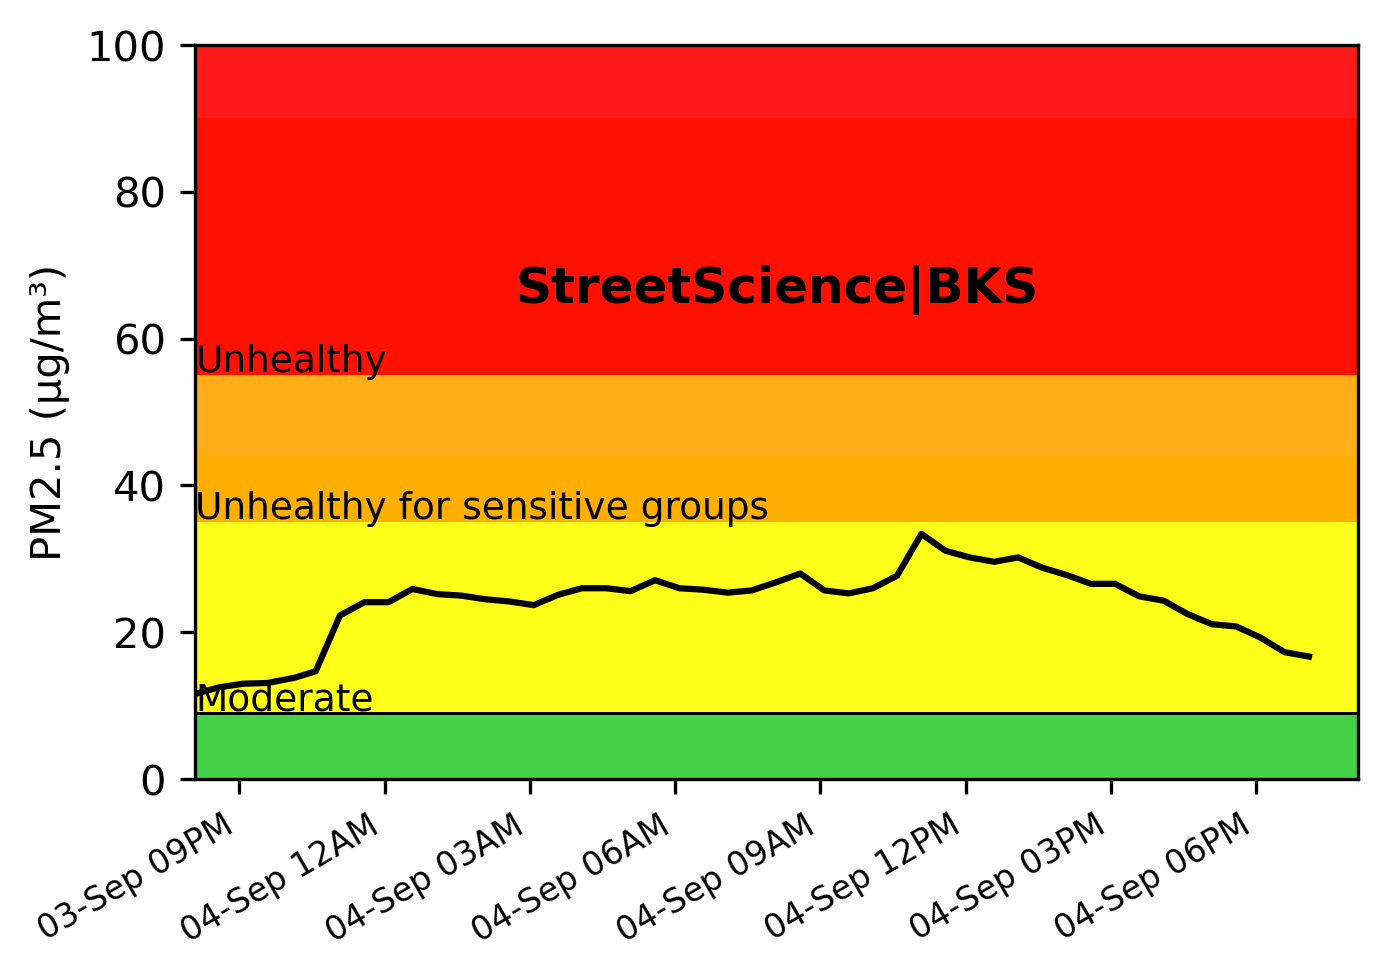 100
80
60
40
20
0
PM2.5 (µg/m³)
StreetScience|BKS
Unhealthy
Unhealthy for sensitive groups
Moderate
03-Sep 09PM
04-Sep 12AM
04-Sep 03AM
04-Sep 06AM
04-Sep 09AM
04-Sep 12PM
04-Sep 03PM
04-Sep 06PM